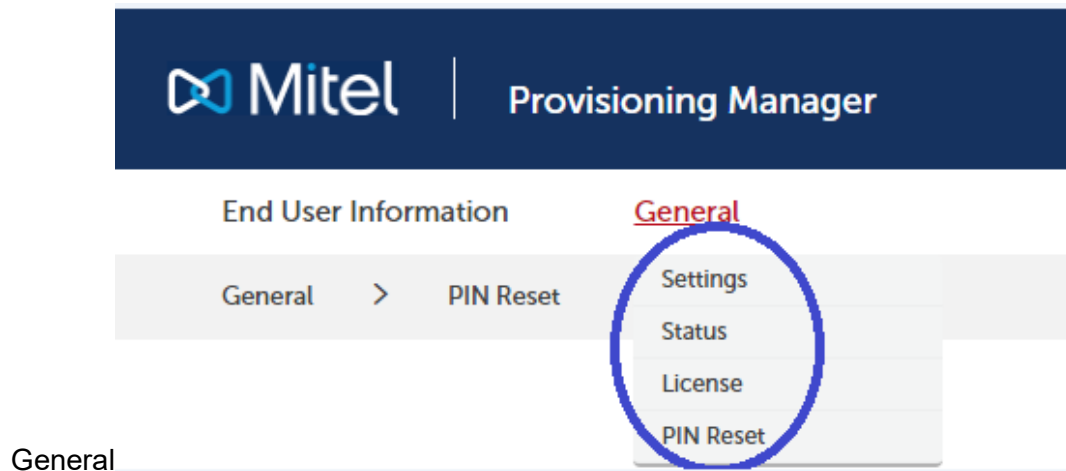 Mitel Provisioning Manager
End User Information General
General > PIN Reset
Settings
Status
License
PIN Reset
General